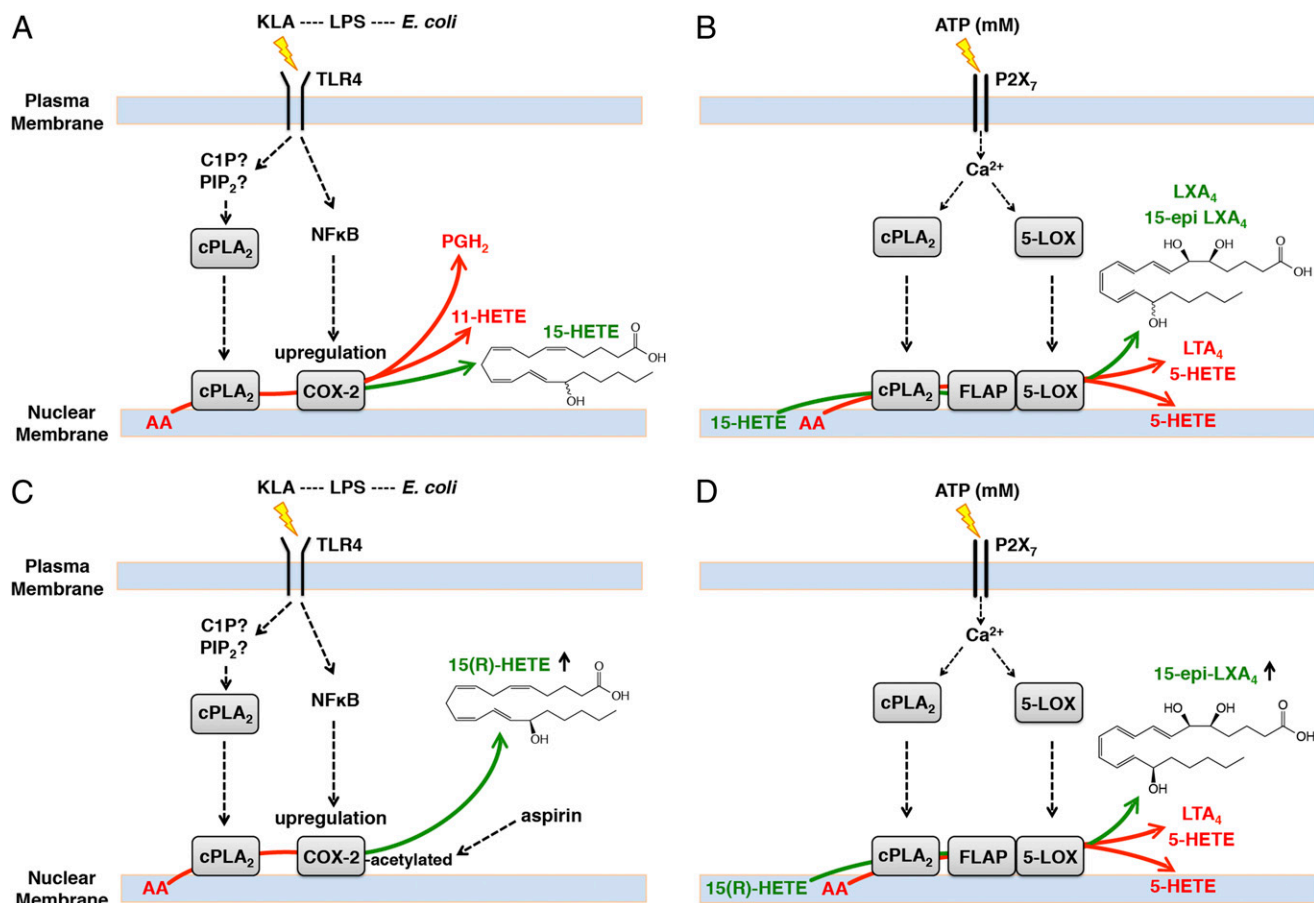 A
KLA ---- LPS ---- E. coli
TLR4
Plasma
Membrane
C1P?
PIP₂?
cPLA₂
NFκB
PGH₂
11-HETE
15-HETE
O
OH
OH
upregulation
cPLA₂
COX-2
AA
Nuclear
Membrane
B
ATP (mM)
P2X₇
Ca²⁺
cPLA₂
5-LOX
LXA₄
15-epi LXA₄
HO
OH
O
OH
OH
cPLA₂
FLAP
5-LOX
LTA₄
5-HETE
5-HETE
15-HETE
AA
C
KLA ---- LPS ---- E. coli
TLR4
Plasma
Membrane
C1P?
PIP₂?
cPLA₂
NFκB
15(R)-HETE ↑
O
OH
OH
upregulation
aspirin
cPLA₂
COX-2
-acetylated
AA
Nuclear
Membrane
D
ATP (mM)
P2X₇
Ca²⁺
cPLA₂
5-LOX
15-epi-LXA₄ ↑
HO
OH
O
OH
OH
cPLA₂
FLAP
5-LOX
LTA₄
5-HETE
5-HETE
15(R)-HETE
AA